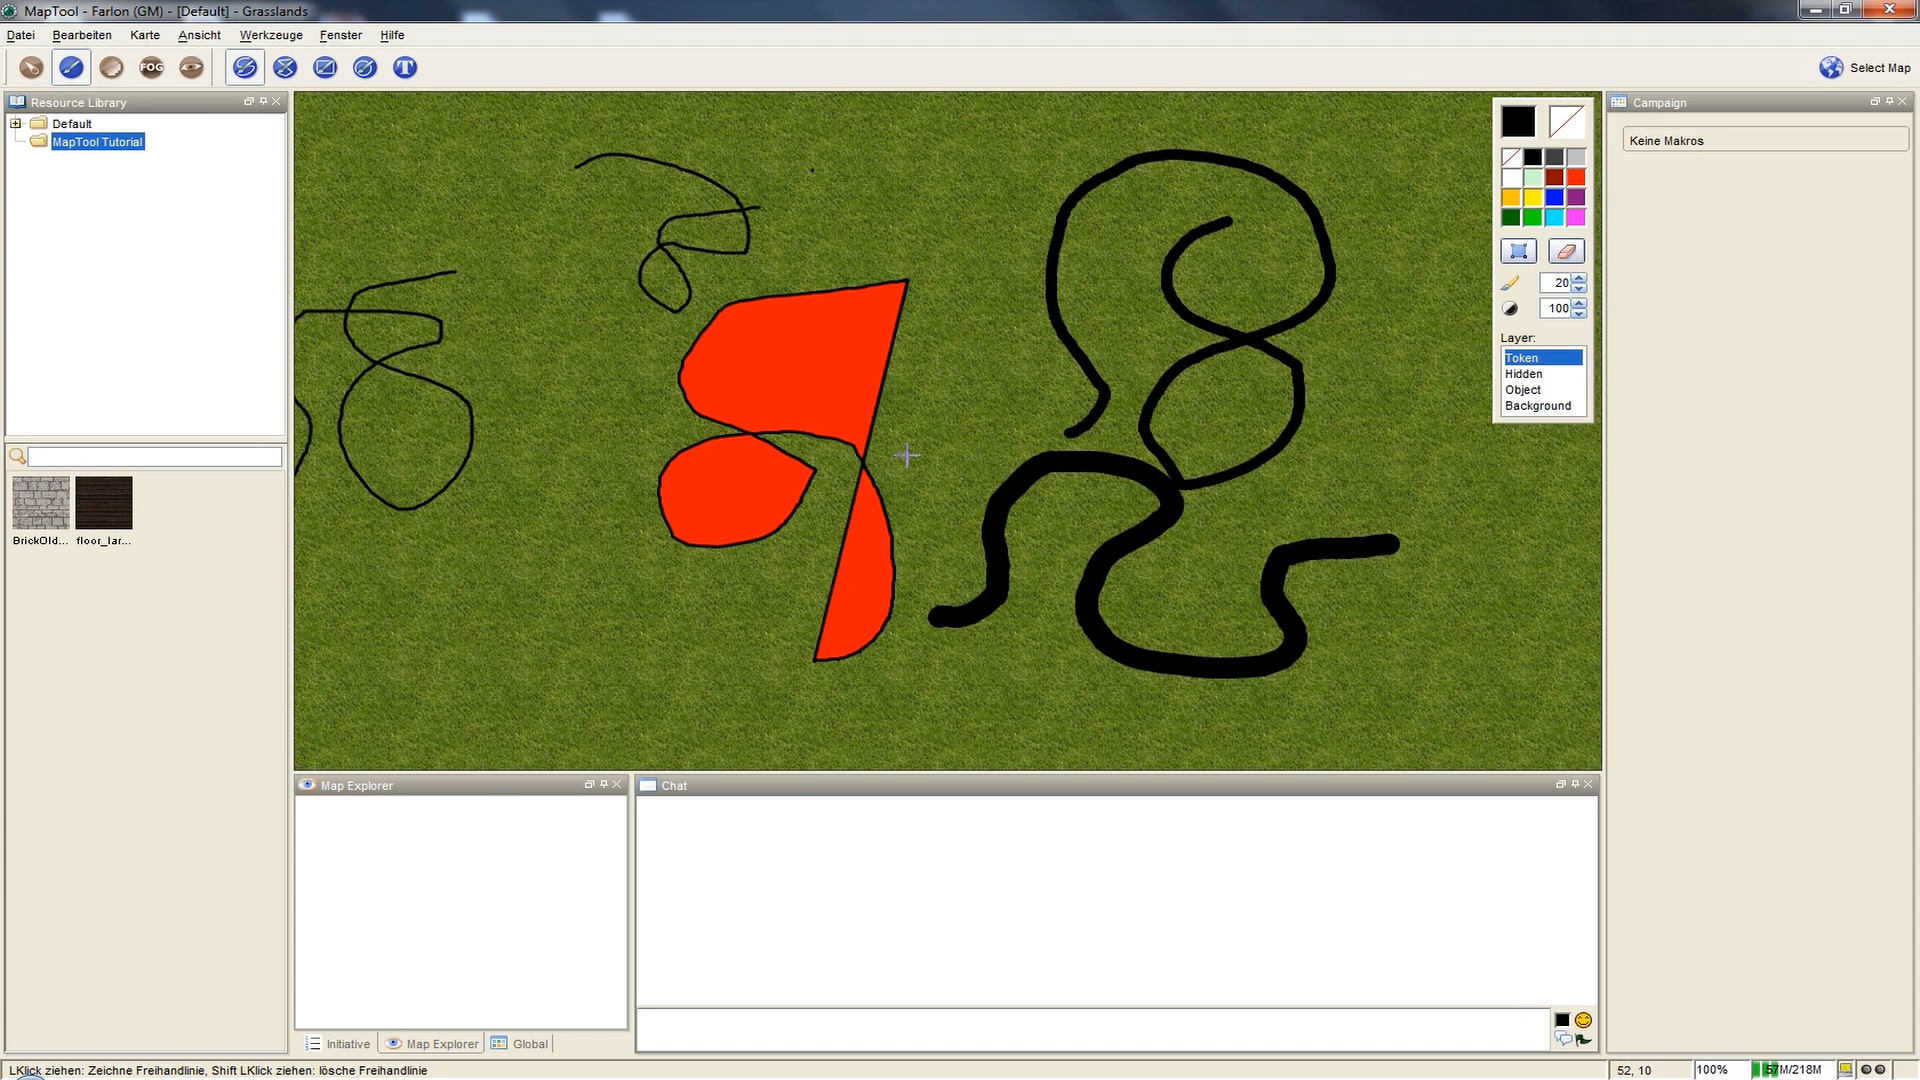 MapTool - Farlon (GM) - [Default] - Grasslands
Datei Bearbeiten Karte Ansicht Werkzeuge Fenster Hilfe
FOG
T
Select Map
Resource Library
Default
MapTool Tutorial
BrickOld... floor_lar...
20
100
Layer:
Token
Hidden
Object
Background
Campaign
Keine Makros
Map Explorer
Chat
Initiative Map Explorer Global
LKlick ziehen: Zeichne Freihandlinie, Shift LKlick ziehen: lösche Freihandlinie
52, 10 100% 57M/218M